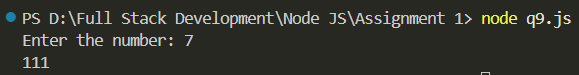 PS D:\Full Stack Development\Node JS\Assignment 1> node q9.js
Enter the number: 7
111